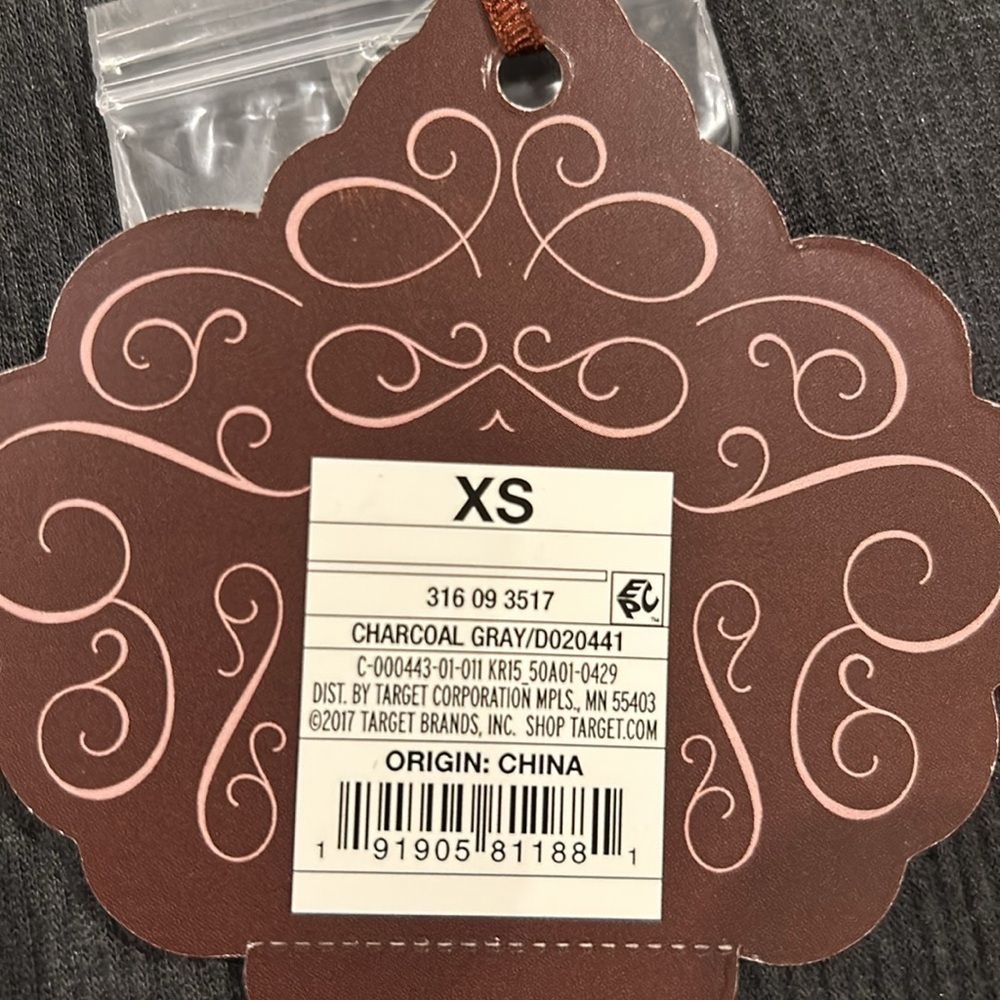 XS
316 09 3517
EPC
™
CHARCOAL GRAY/D020441
C-000443-01-011 KR15_50A01-0429
DIST. BY TARGET CORPORATION MPLS., MN 55403
©2017 TARGET BRANDS, INC. SHOP TARGET.COM
ORIGIN: CHINA
1 91905 81188 1